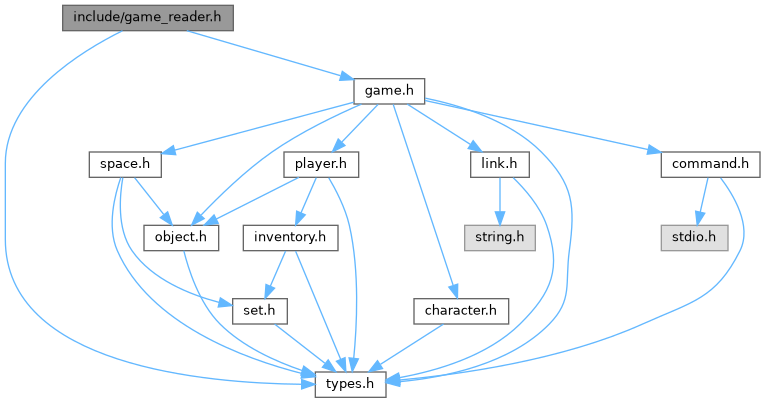 include/game_reader.h
game.h
space.h
player.h
link.h
command.h
object.h
inventory.h
string.h
stdio.h
set.h
character.h
types.h